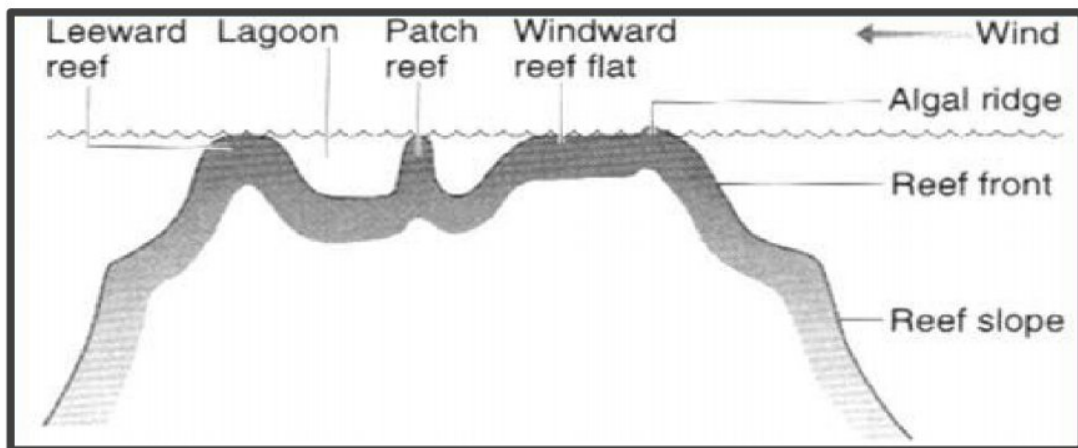 Leeward
reef
Lagoon
Patch
reef
Windward
reef flat
Wind
Algal ridge
Reef front
Reef slope